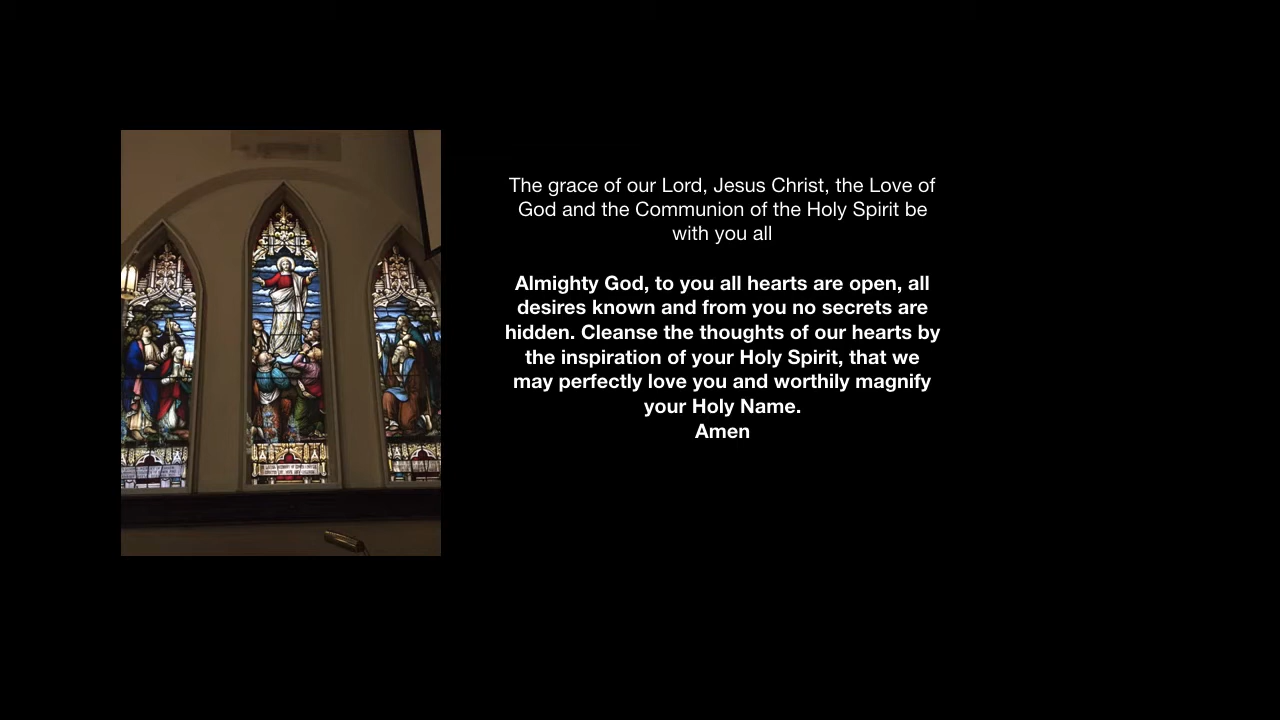 The grace of our Lord, Jesus Christ, the Love of
God and the Communion of the Holy Spirit be
with you all
Almighty God, to you all hearts are open, all
desires known and from you no secrets are
hidden. Cleanse the thoughts of our hearts by
the inspiration of your Holy Spirit, that we
may perfectly love you and worthily magnify
your Holy Name.
Amen